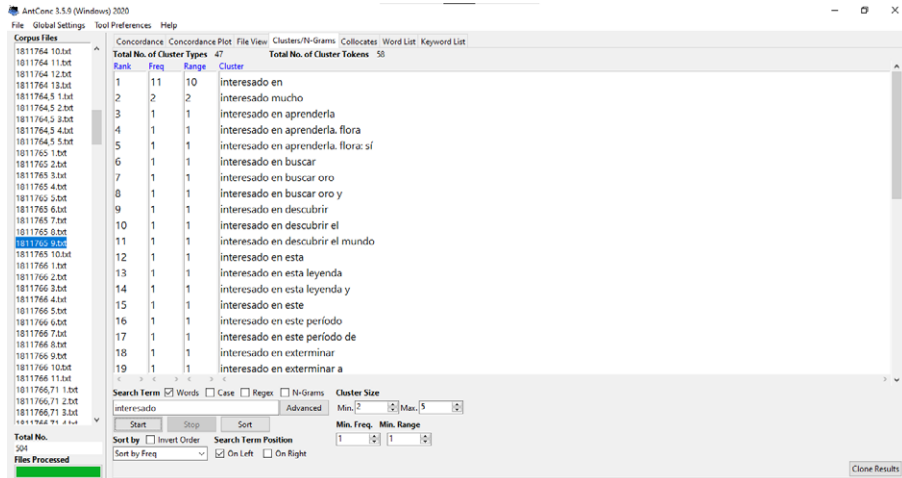 AntConc 3.5.9 (Windows) 2020
File Global Settings Tool Preferences Help
Corpus Files
1811764 10.txt
1811764 11.txt
1811764 12.txt
1811764 13.txt
1811764,5 1.txt
1811764,5 2.txt
1811764,5 3.txt
1811764,5 4.txt
1811764,5 5.txt
1811765 1.txt
1811765 2.txt
1811765 3.txt
1811765 4.txt
1811765 5.txt
1811765 6.txt
1811765 7.txt
1811765 8.txt
1811765 9.txt
1811765 10.txt
1811766 1.txt
1811766 2.txt
1811766 3.txt
1811766 4.txt
1811766 5.txt
1811766 6.txt
1811766 7.txt
1811766 8.txt
1811766 9.txt
1811766 10.txt
1811766 11.txt
1811766,71 1.txt
1811766,71 2.txt
1811766,71 3.txt
Total No.
504
Files Processed
Concordance Concordance Plot File View Clusters/N-Grams Collocates Word List Keyword List
Total No. of Cluster Types 47 Total No. of Cluster Tokens 58
Rank Freq Range Cluster
1 11 10 interesado en
2 2 2 interesado mucho
3 1 1 interesado en aprenderla
4 1 1 interesado en aprenderla. flora
5 1 1 interesado en aprenderla. flora: sí
6 1 1 interesado en buscar
7 1 1 interesado en buscar oro
8 1 1 interesado en buscar oro y
9 1 1 interesado en descubrir
10 1 1 interesado en descubrir el
11 1 1 interesado en descubrir el mundo
12 1 1 interesado en esta
13 1 1 interesado en esta leyenda
14 1 1 interesado en esta leyenda y
15 1 1 interesado en este
16 1 1 interesado en este período
17 1 1 interesado en este período de
18 1 1 interesado en exterminar
19 1 1 interesado en exterminar a
Search Term Words Case Regex N-Grams Cluster Size
interesado Advanced Min. 2 Max. 5
Start Stop Sort Min. Freq. Min. Range
1 1
Sort by Invert Order Search Term Position
Sort by Freq On Left On Right
Clone Results